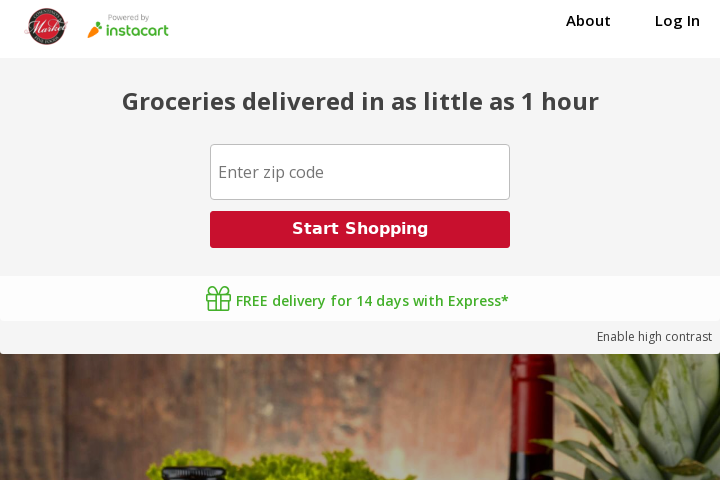 Market
Powered by
instacart
About
Log In
Groceries delivered in as little as 1 hour
Enter zip code
Start Shopping
FREE delivery for 14 days with Express*
Enable high contrast